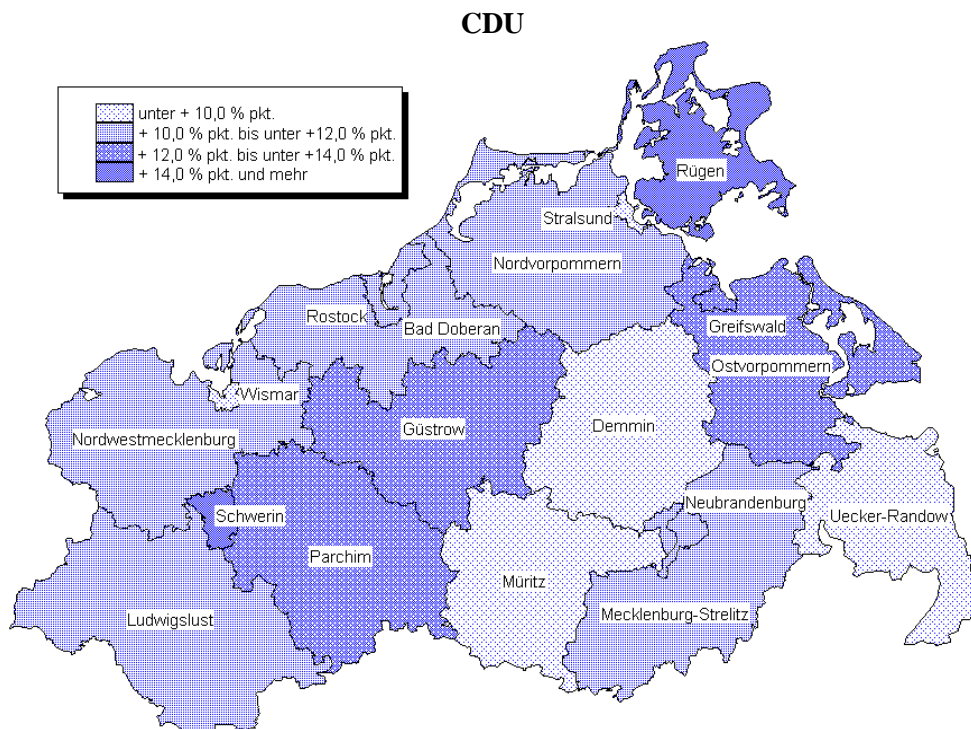 CDU
unter + 10,0 % pkt.
+ 10,0 % pkt. bis unter +12,0 % pkt.
+ 12,0 % pkt. bis unter +14,0 % pkt.
+ 14,0 % pkt. und mehr
Rügen
Stralsund
Nordvorpommern
Rostock
Bad Doberan
Greifswald
Ostvorpommern
Wismar
Güstrow
Demmin
Nordwestmecklenburg
Neubrandenburg
Schwerin
Uecker-Randow
Parchim
Müritz
Mecklenburg-Strelitz
Ludwigslust